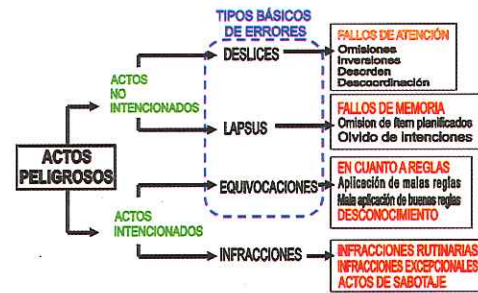 TIPOS BÁSICOS
DE ERRORES
ACTOS
PELIGROSOS
ACTOS
NO
INTENCIONADOS
DESLICES
FALLOS DE ATENCIÓN
Omisiones
Inversiones
Desorden
Descoordinación
LAPSUS
FALLOS DE MEMORIA
Omision de ítem planificados
Olvido de intenciones
ACTOS
INTENCIONADOS
EQUIVOCACIONES
EN CUANTO A REGLAS
Aplicación de malas reglas
Mala aplicación de buenas reglas
DESCONOCIMIENTO
INFRACCIONES
INFRACCIONES RUTINARIAS
INFRACCIONES EXCEPCIONALES
ACTOS DE SABOTAJE